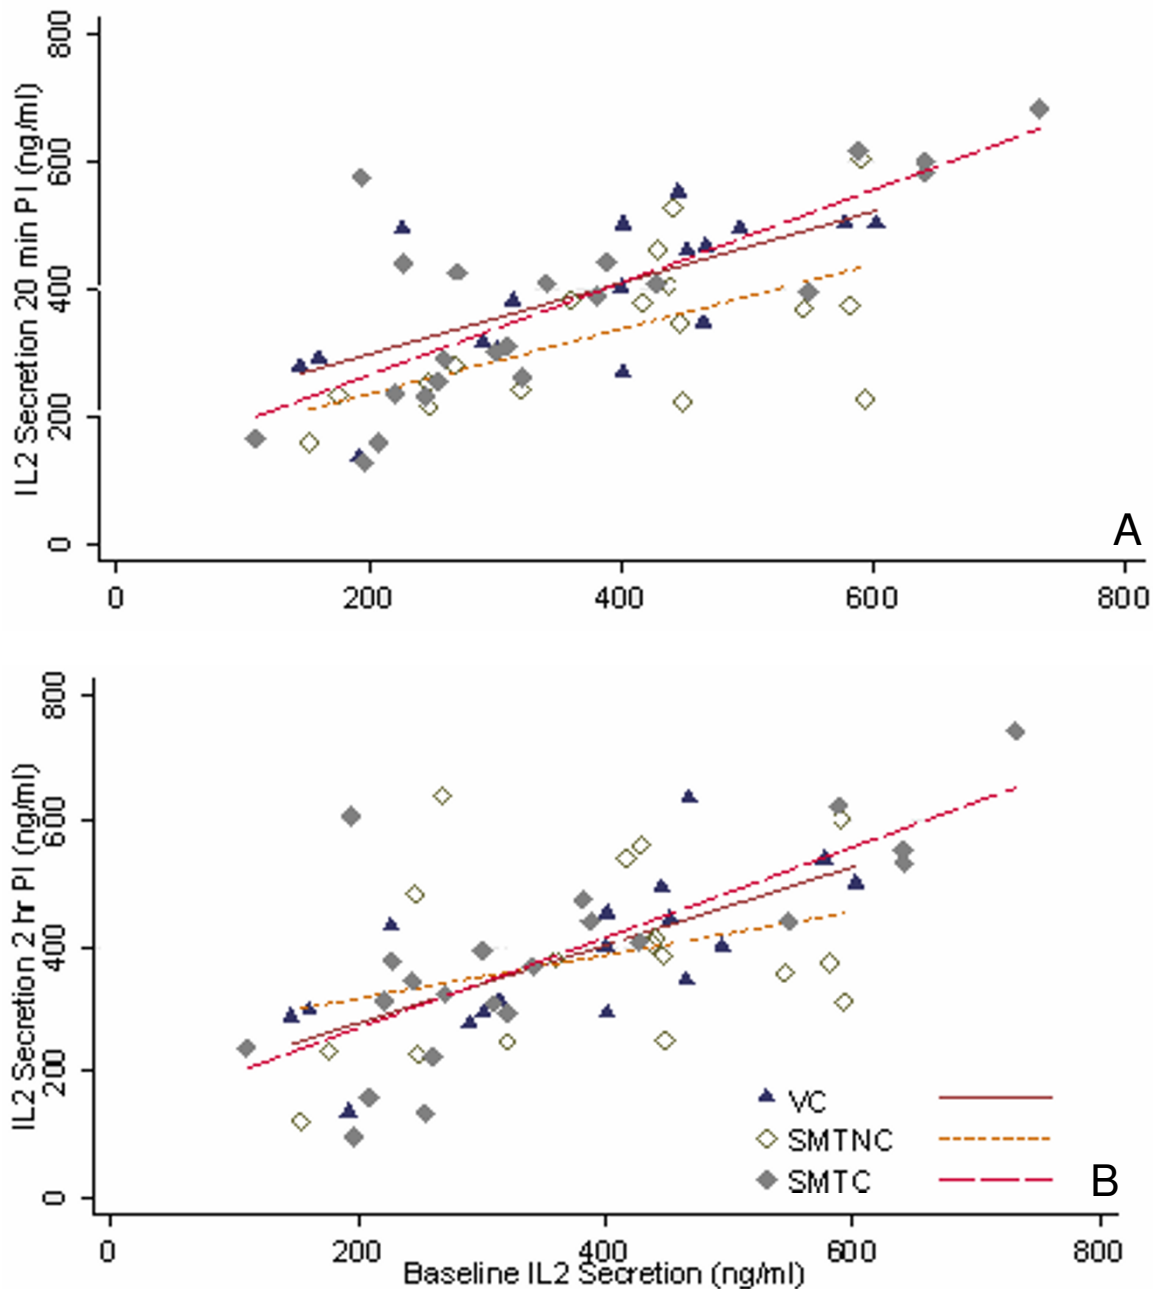 IL2 Secretion 20 min PI (ng/ml)
800
600
400
200
0
A
0 200 400 600 800
IL2 Secretion 2 hr PI (ng/ml)
800
600
400
200
0
VC
SMTNC
SMTC
B
0 200 400 600 800
Baseline IL2 Secretion (ng/ml)